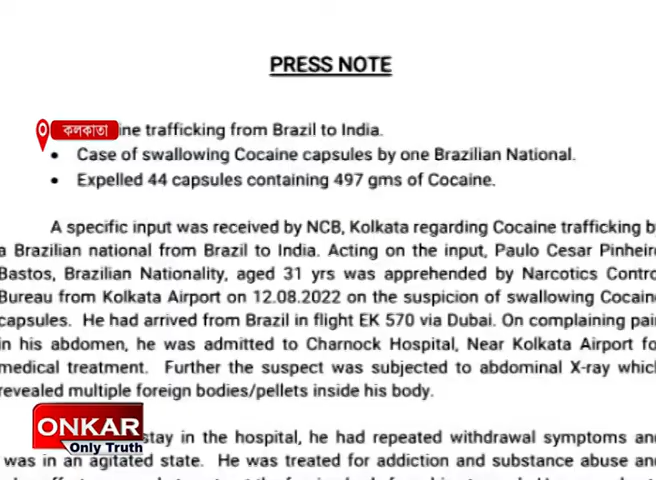 PRESS NOTE
কলকাতা ine trafficking from Brazil to India.
• Case of swallowing Cocaine capsules by one Brazilian National.
• Expelled 44 capsules containing 497 gms of Cocaine.
A specific input was received by NCB, Kolkata regarding Cocaine trafficking b
a Brazilian national from Brazil to India. Acting on the input, Paulo Cesar Pinheir
Bastos, Brazilian Nationality, aged 31 yrs was apprehended by Narcotics Contro
Bureau from Kolkata Airport on 12.08.2022 on the suspicion of swallowing Cocain
capsules. He had arrived from Brazil in flight EK 570 via Dubai. On complaining pai
in his abdomen, he was admitted to Charnock Hospital, Near Kolkata Airport fo
medical treatment. Further the suspect was subjected to abdominal X-ray whic
revealed multiple foreign bodies/pellets inside his body.
ONKAR
Only Truth
stay in the hospital, he had repeated withdrawal symptoms an
was in an agitated state. He was treated for addiction and substance abuse an